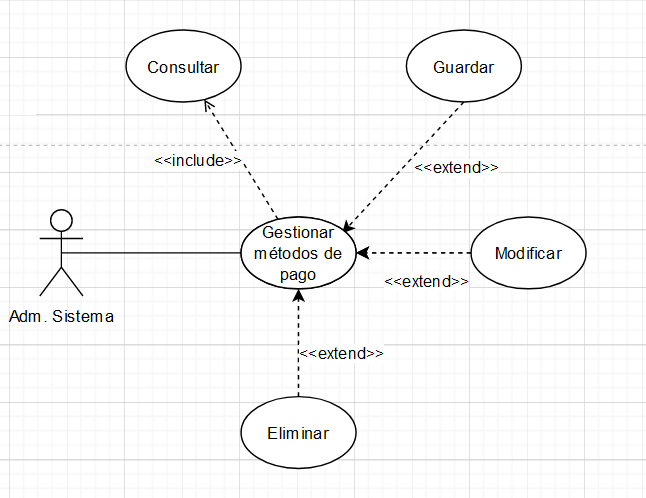 Consultar
Guardar
<<include>>
<<extend>>
Gestionar
métodos de
pago
Modificar
<<extend>>
Adm. Sistema
<<extend>>
Eliminar